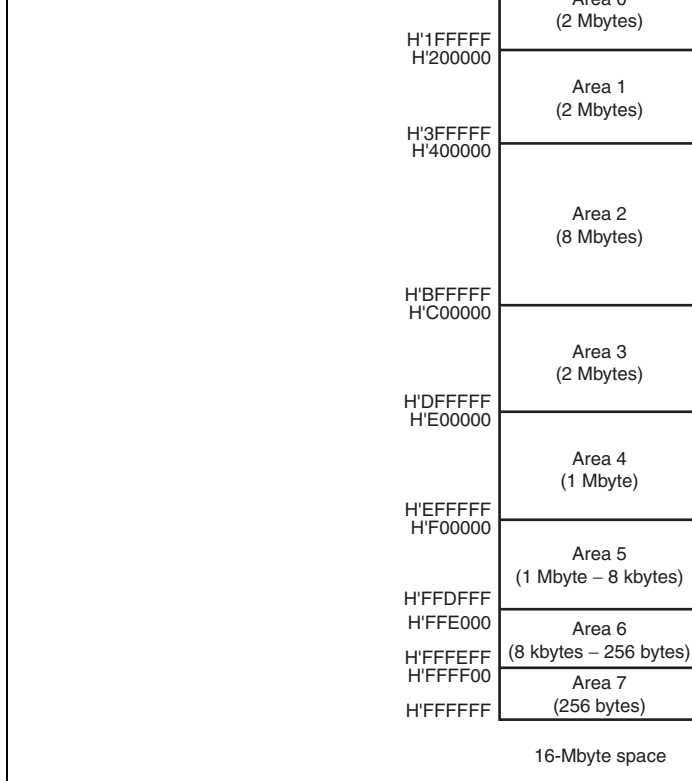 Area 0
(2 Mbytes)
H'1FFFFF
H'200000
Area 1
(2 Mbytes)
H'3FFFFF
H'400000
Area 2
(8 Mbytes)
H'BFFFFF
H'C00000
Area 3
(2 Mbytes)
H'DFFFFF
H'E00000
Area 4
(1 Mbyte)
H'EFFFFF
H'F00000
Area 5
(1 Mbyte – 8 kbytes)
H'FFDFFF
H'FFE000
Area 6
(8 kbytes – 256 bytes)
H'FFFEFF
H'FFFF00
Area 7
(256 bytes)
H'FFFFFF
16-Mbyte space